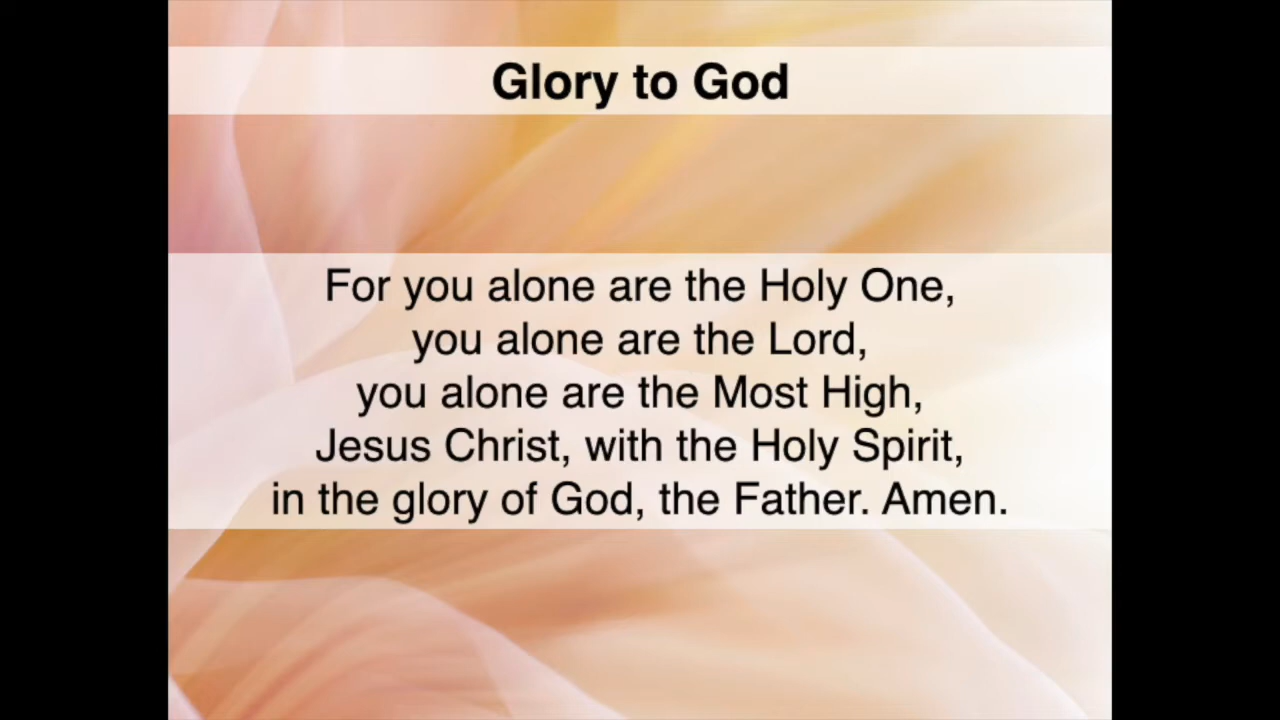 Glory to God
For you alone are the Holy One,
you alone are the Lord,
you alone are the Most High,
Jesus Christ, with the Holy Spirit,
in the glory of God, the Father. Amen.